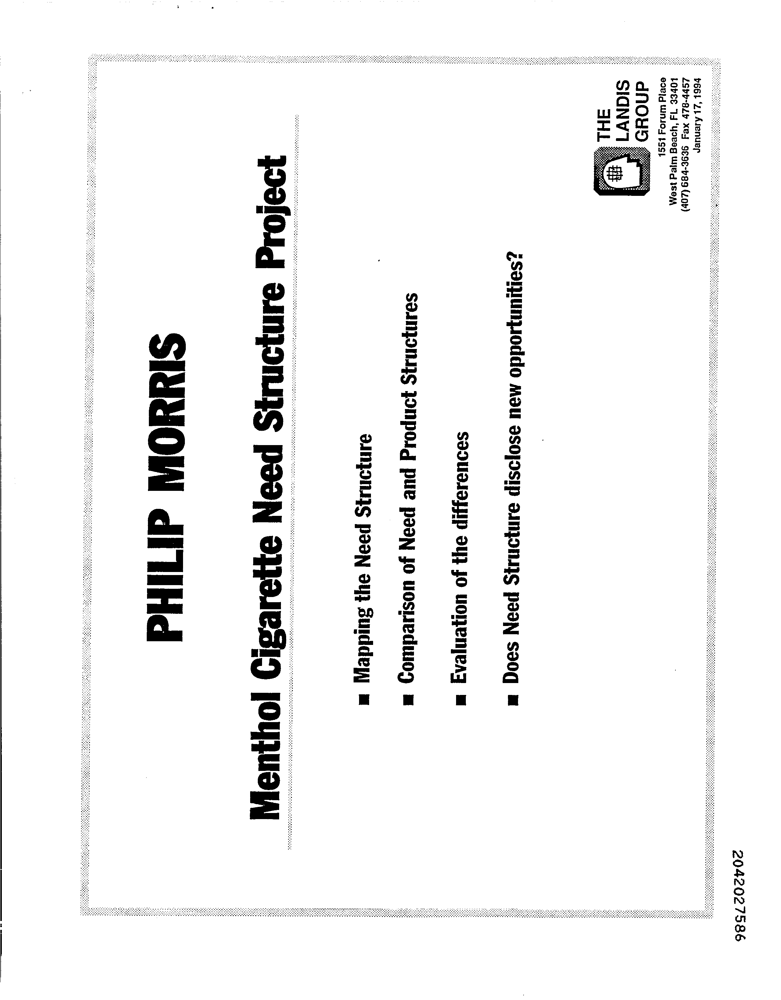 PHILIP MORRIS
Menthol Cigarette Need Structure Project
■ Mapping the Need Structure
■ Comparison of Need and Product Structures
■ Evaluation of the differences
■ Does Need Structure disclose new opportunities?
THE
LANDIS
GROUP
1551 Forum Place
West Palm Beach, FL 33401
(407) 684-3636 Fax 478-4457
January 17, 1994
2042027586